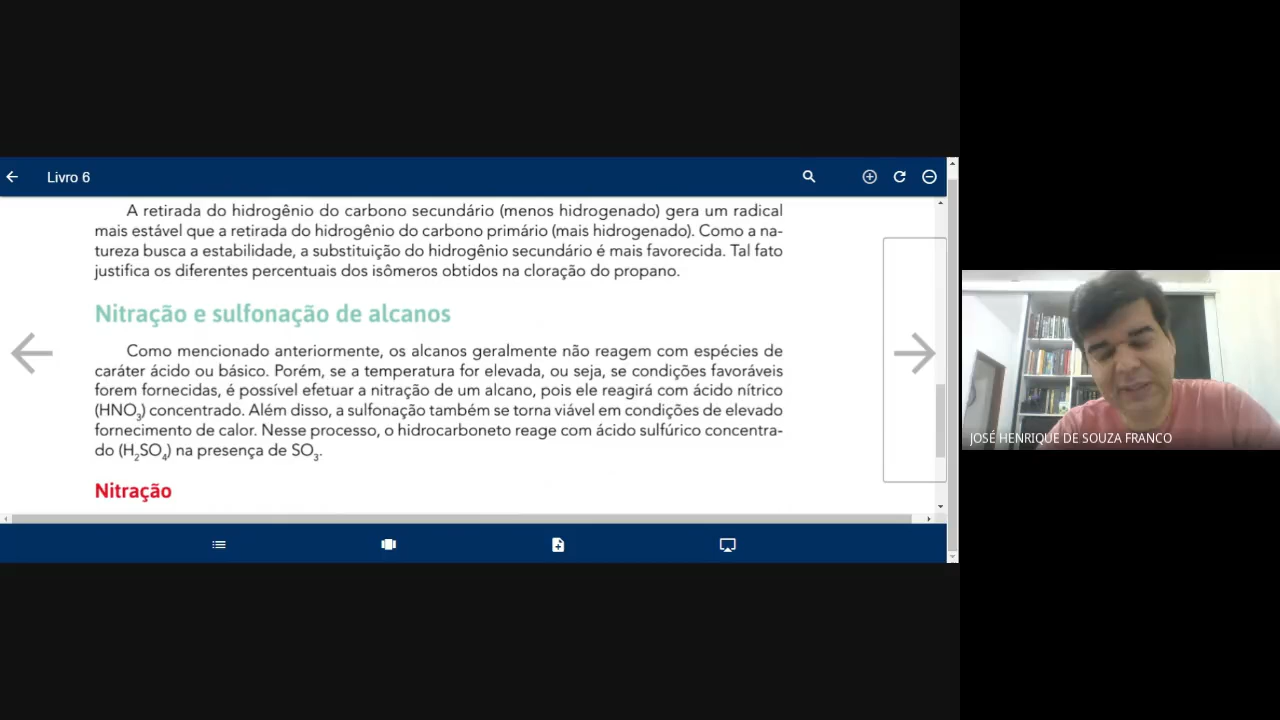 Livro 6
A retirada do hidrogênio do carbono secundário (menos hidrogenado) gera um radical
mais estável que a retirada do hidrogênio do carbono primário (mais hidrogenado). Como a na-
tureza busca a estabilidade, a substituição do hidrogênio secundário é mais favorecida. Tal fato
justifica os diferentes percentuais dos isômeros obtidos na cloração do propano.
Nitração e sulfonação de alcanos
Como mencionado anteriormente, os alcanos geralmente não reagem com espécies de
caráter ácido ou básico. Porém, se a temperatura for elevada, ou seja, se condições favoráveis
forem fornecidas, é possível efetuar a nitração de um alcano, pois ele reagirá com ácido nítrico
(HNO₃) concentrado. Além disso, a sulfonação também se torna viável em condições de elevado
fornecimento de calor. Nesse processo, o hidrocarboneto reage com ácido sulfúrico concentra-
do (H₂SO₄) na presença de SO₃.
Nitração
JOSÉ HENRIQUE DE SOUZA FRANCO